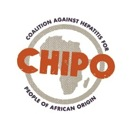 COALITION AGAINST HEPATITIS FOR
CHIPO
PEOPLE OF AFRICAN ORIGIN